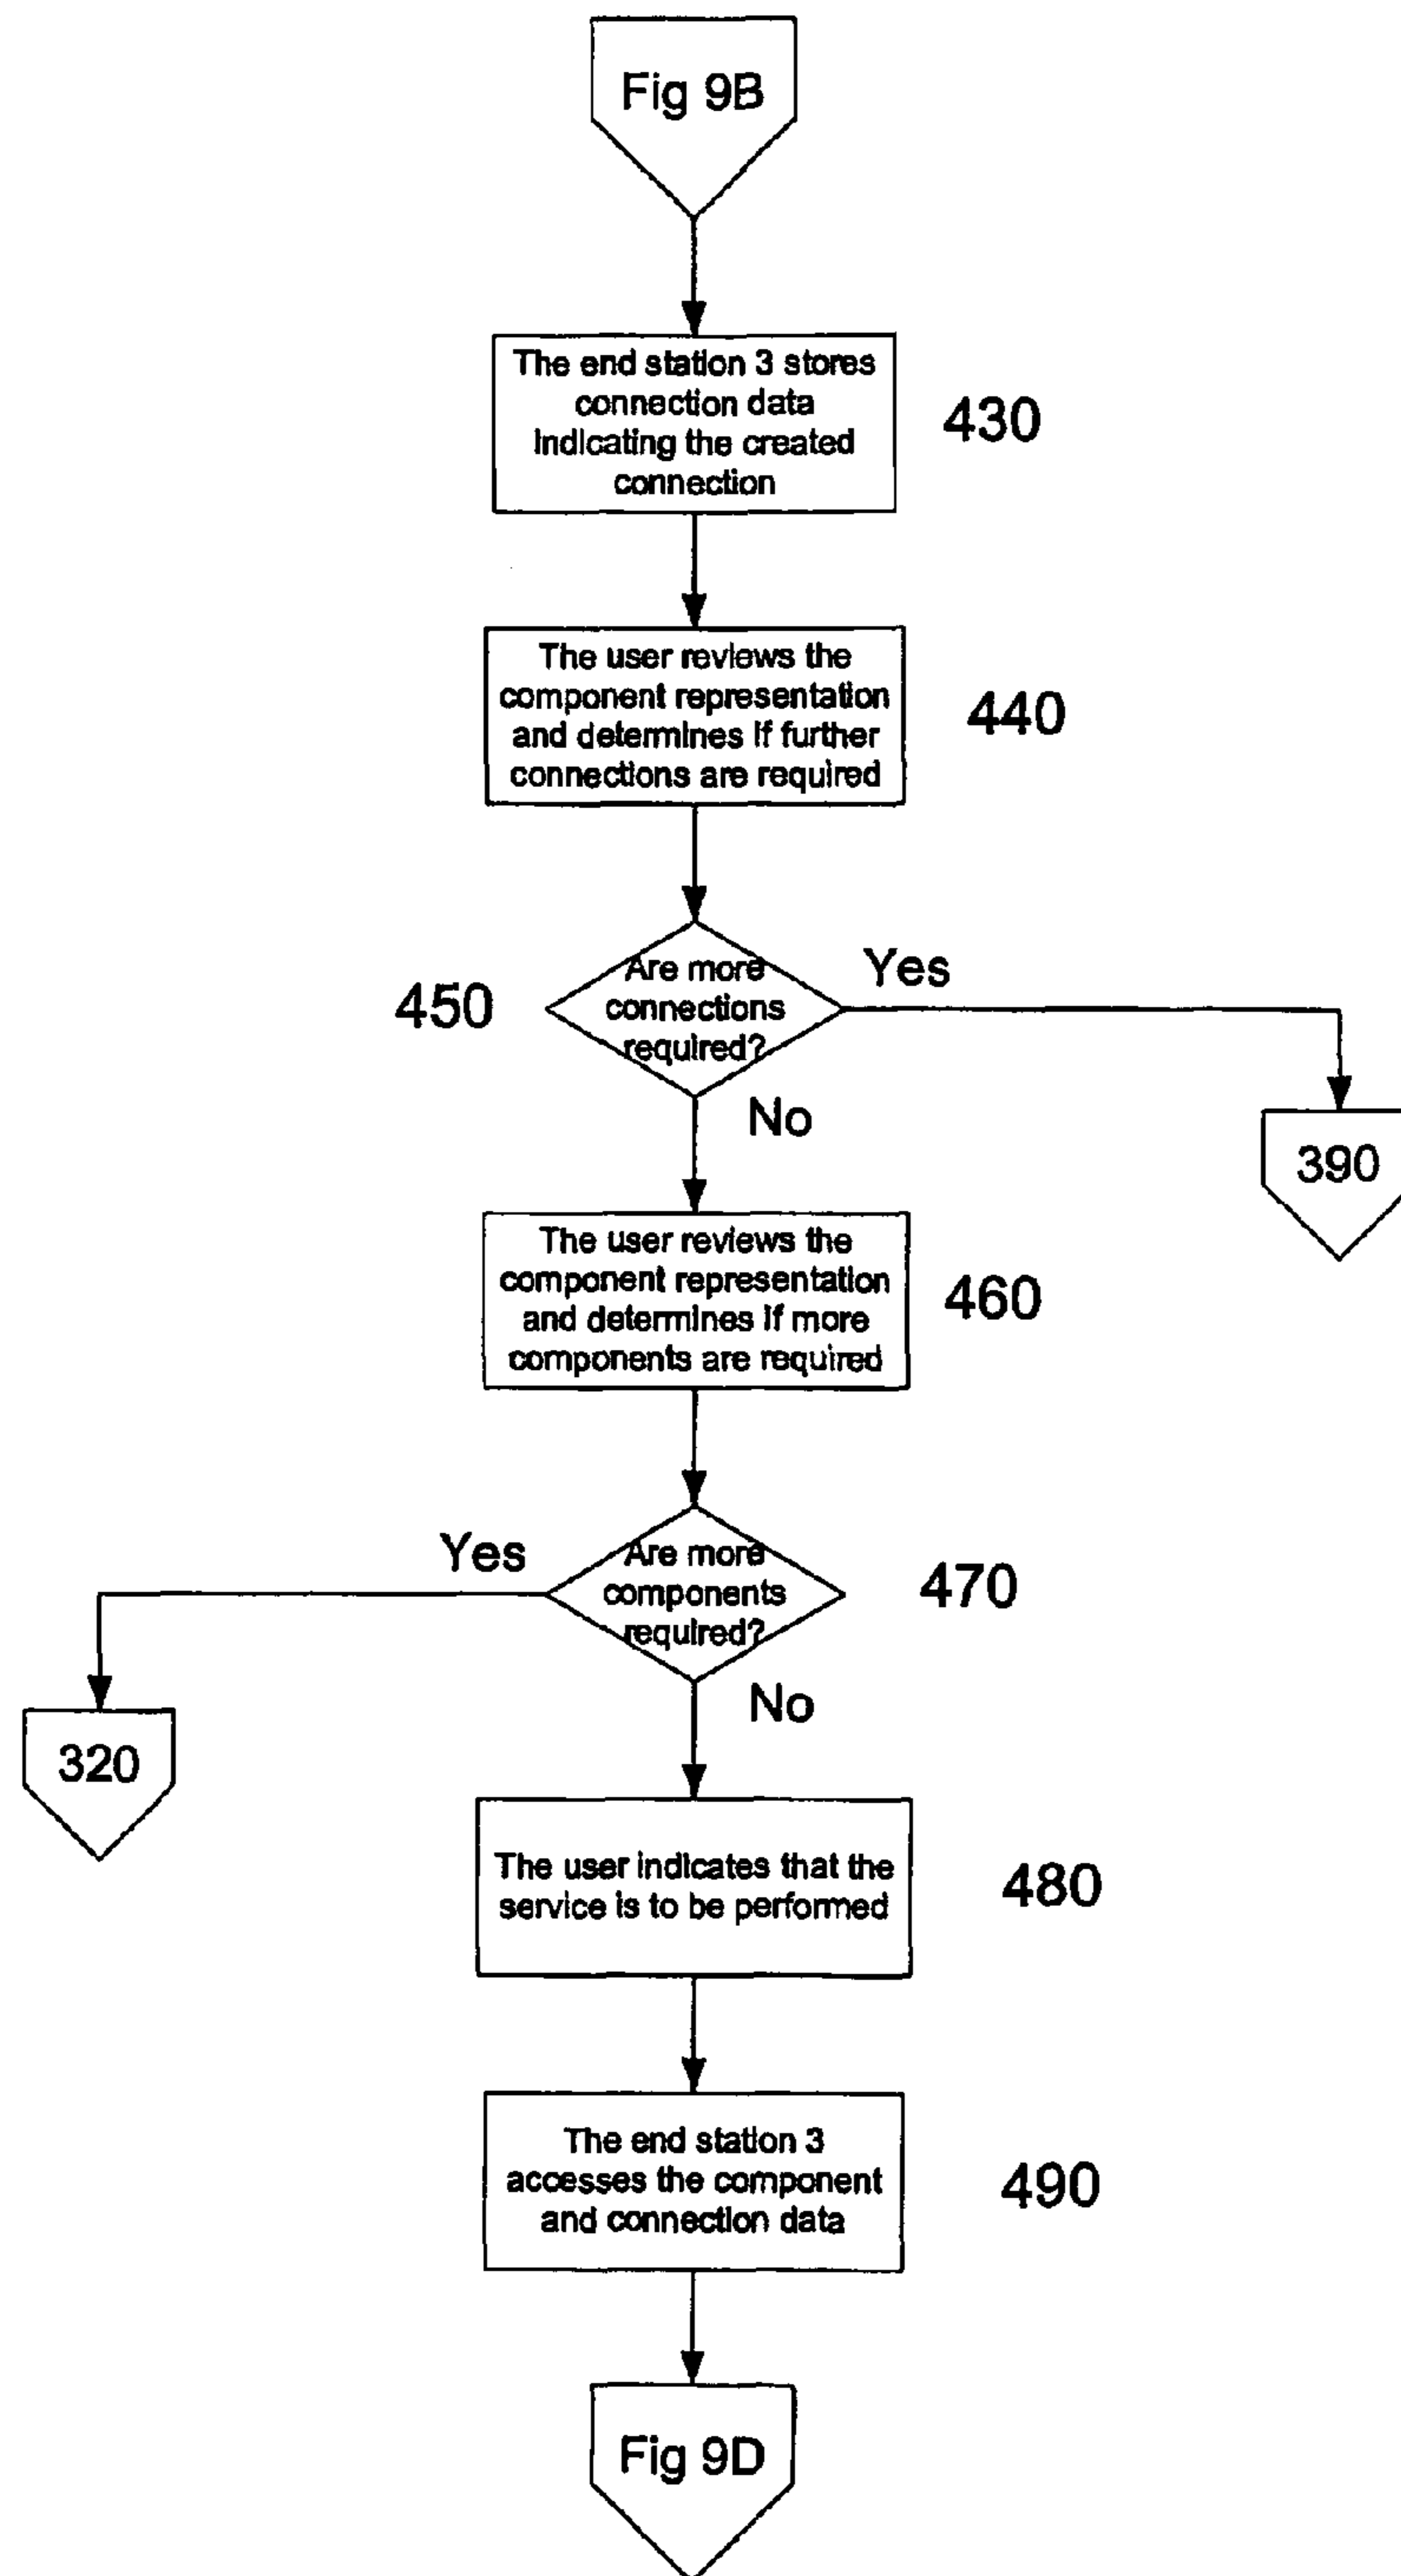 Fig 9B
The end station 3 stores
connection data
indicating the created
connection
430
The user reviews the
component representation
and determines if further
connections are required
440
450
Are more
connections
required?
Yes
No
390
The user reviews the
component representation
and determines if more
components are required
460
Yes
Are more
components
required?
470
No
320
The user indicates that the
service is to be performed
480
The end station 3
accesses the component
and connection data
490
Fig 9D